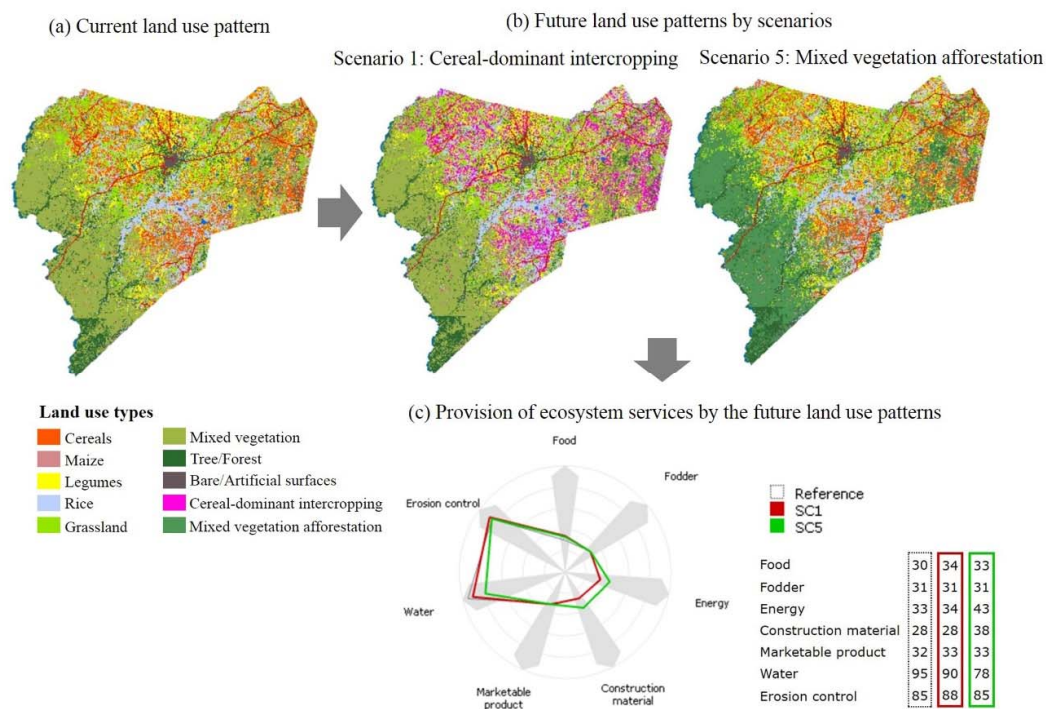 (a) Current land use pattern
(b) Future land use patterns by scenarios
Scenario 1: Cereal-dominant intercropping
Scenario 5: Mixed vegetation afforestation
Land use types
Cereals
Maize
Legumes
Rice
Grassland
Mixed vegetation
Tree/Forest
Bare/Artificial surfaces
Cereal-dominant intercropping
Mixed vegetation afforestation
(c) Provision of ecosystem services by the future land use patterns
Food
Fodder
Energy
Construction
material
Marketable
product
Water
Erosion control
Reference
SC1
SC5
Food 30 34 33
Fodder 31 31 31
Energy 33 34 43
Construction material 28 28 38
Marketable product 32 33 33
Water 95 90 78
Erosion control 85 88 85